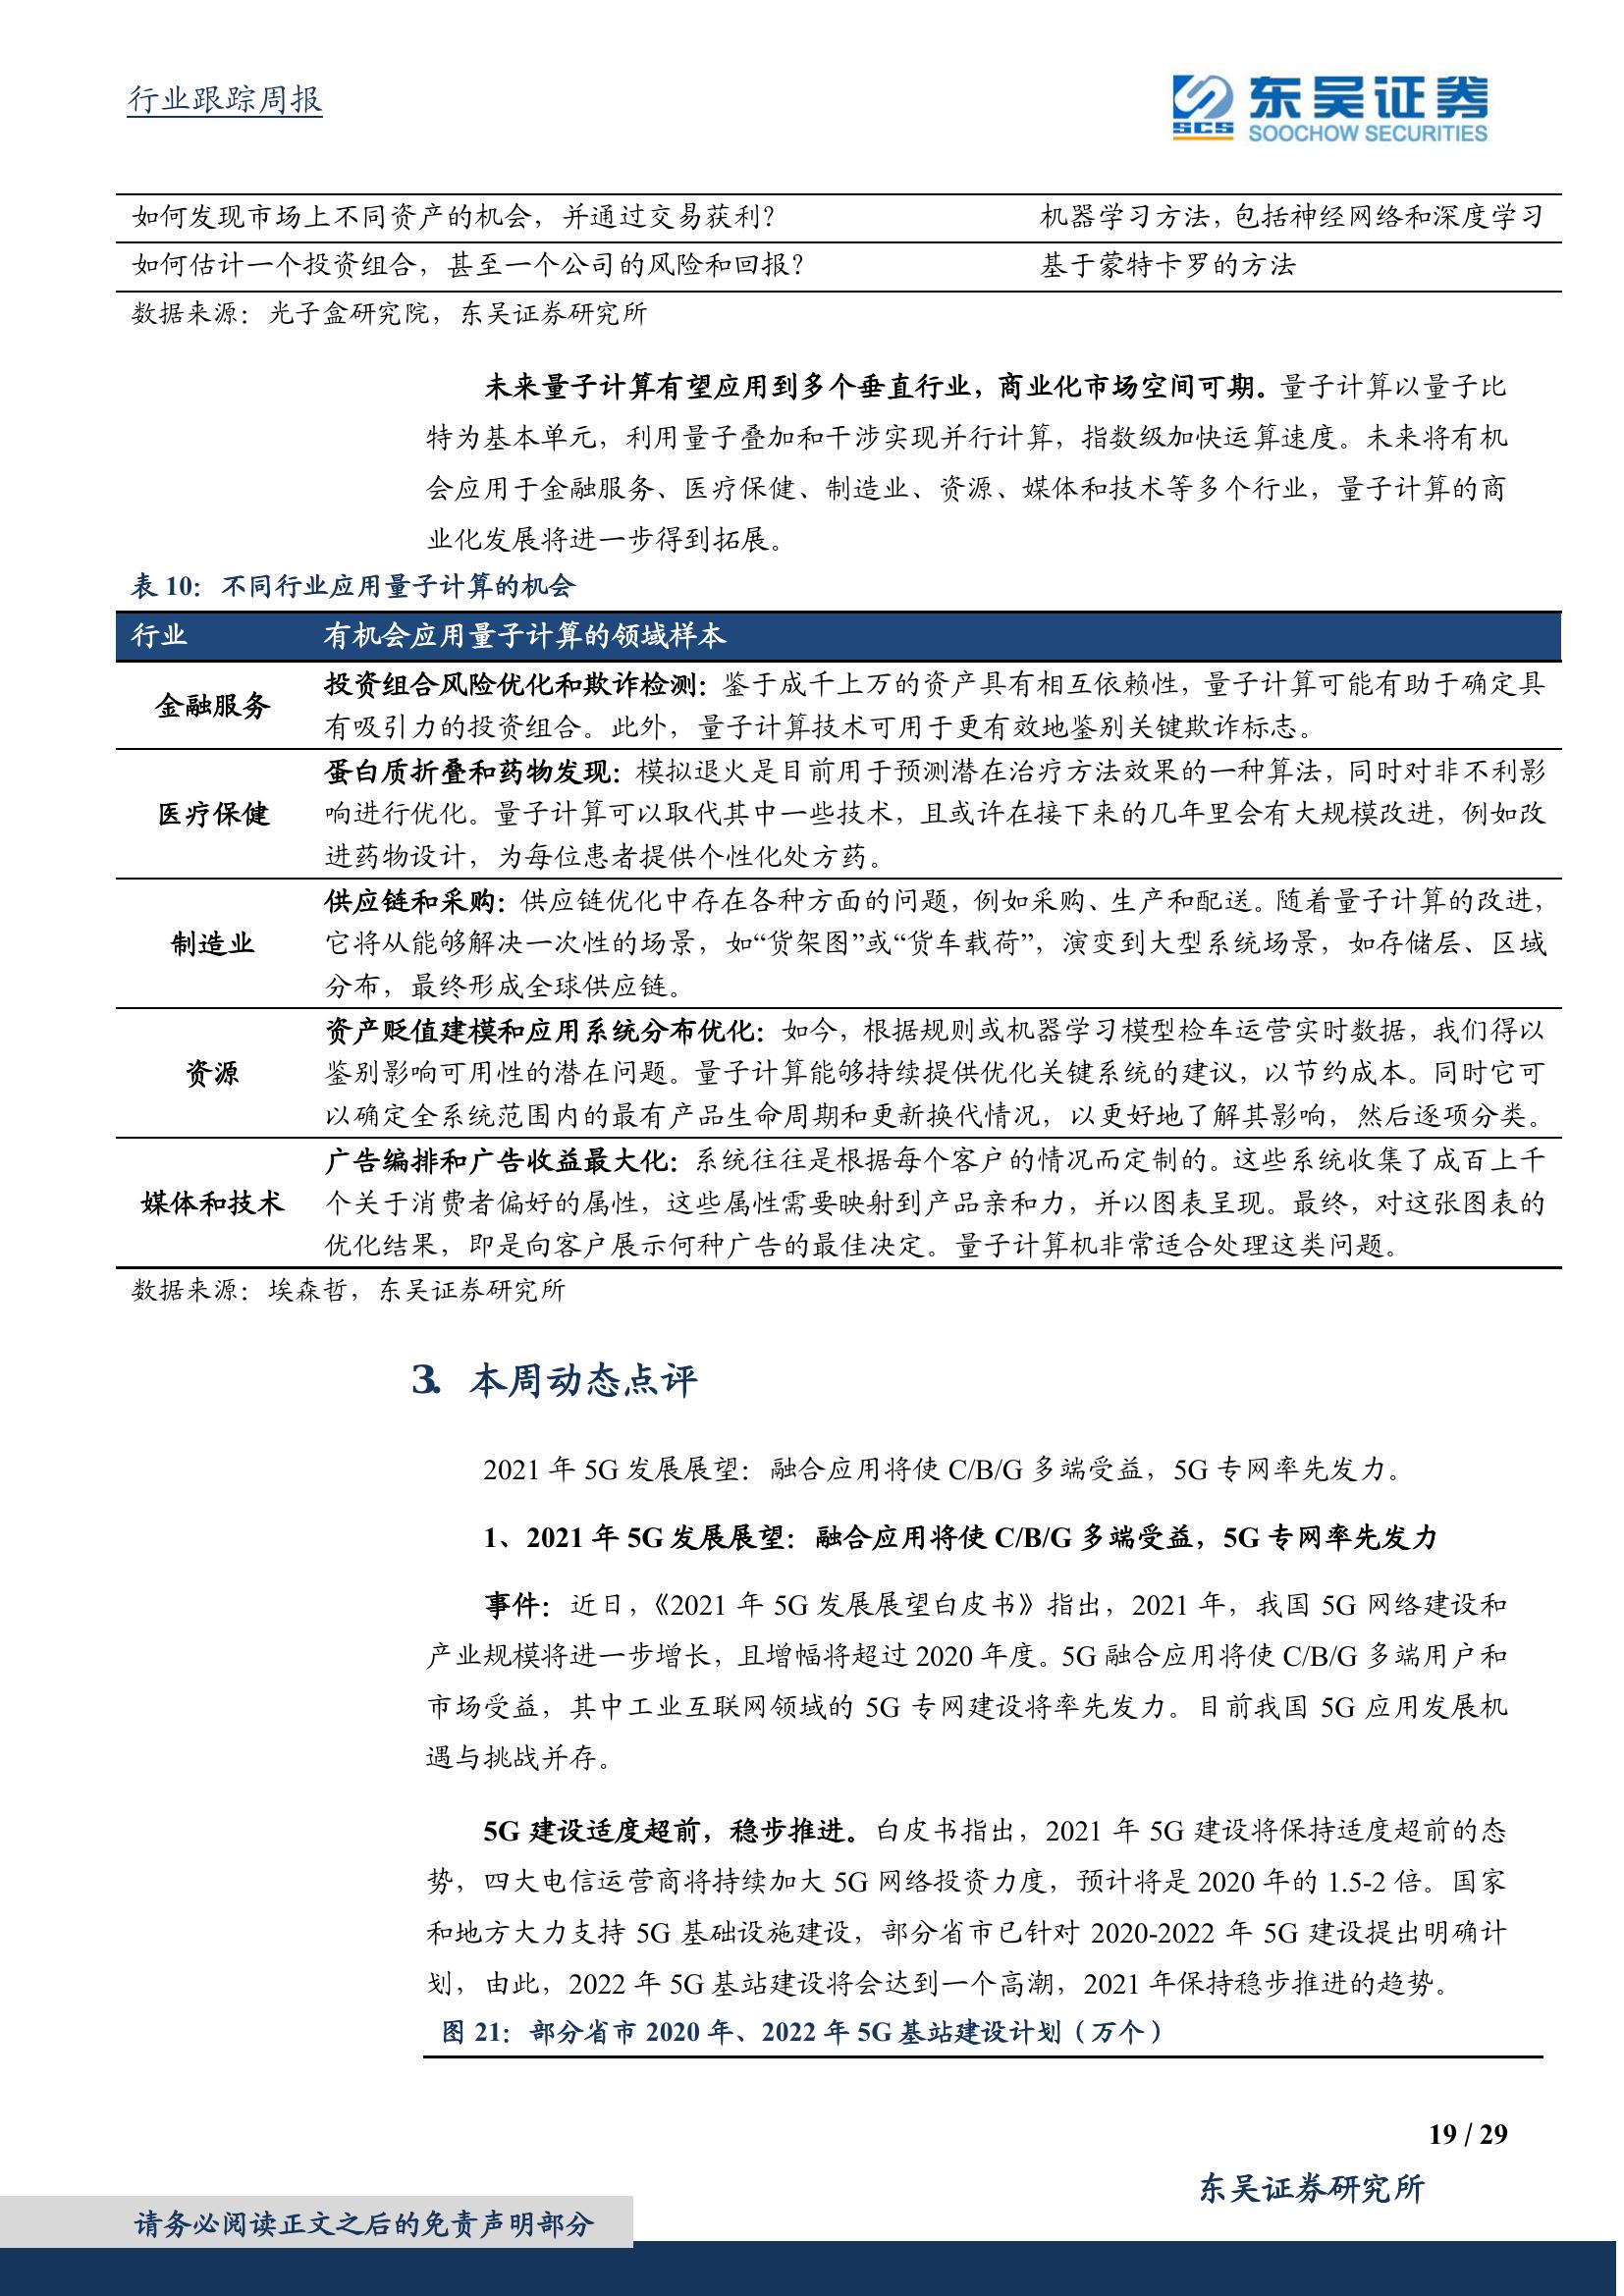 行业跟踪周报
东吴证券
SCS
SOOCHOW SECURITIES
如何发现市场上不同资产的机会，并通过交易获利？ 机器学习方法，包括神经网络和深度学习
如何估计一个投资组合，甚至一个公司的风险和回报？ 基于蒙特卡罗的方法
数据来源：光子盒研究院，东吴证券研究所
未来量子计算有望应用到多个垂直行业，商业化市场空间可期。量子计算以量子比
特为基本单元，利用量子叠加和干涉实现并行计算，指数级加快运算速度。未来将有机
会应用于金融服务、医疗保健、制造业、资源、媒体和技术等多个行业，量子计算的商
业化发展将进一步得到拓展。
表 10：不同行业应用量子计算的机会
行业 有机会应用量子计算的领域样本
金融服务
投资组合风险优化和欺诈检测：鉴于成千上万的资产具有相互依赖性，量子计算可能有助于确定具
有吸引力的投资组合。此外，量子计算技术可用于更有效地鉴别关键欺诈标志。
医疗保健
蛋白质折叠和药物发现：模拟退火是目前用于预测潜在治疗方法效果的一种算法，同时对非不利影
响进行优化。量子计算可以取代其中一些技术，且或许在接下来的几年里会有大规模改进，例如改
进药物设计，为每位患者提供个性化处方药。
制造业
供应链和采购：供应链优化中存在各种方面的问题，例如采购、生产和配送。随着量子计算的改进，
它将从能够解决一次性的场景，如“货架图”或“货车载荷”，演变到大型系统场景，如存储层、区域
分布，最终形成全球供应链。
资源
资产贬值建模和应用系统分布优化：如今，根据规则或机器学习模型检车运营实时数据，我们得以
鉴别影响可用性的潜在问题。量子计算能够持续提供优化关键系统的建议，以节约成本。同时它可
以确定全系统范围内的最有产品生命周期和更新换代情况，以更好地了解其影响，然后逐项分类。
媒体和技术
广告编排和广告收益最大化：系统往往是根据每个客户的情况而定制的。这些系统收集了成百上千
个关于消费者偏好的属性，这些属性需要映射到产品亲和力，并以图表呈现。最终，对这张图表的
优化结果，即是向客户展示何种广告的最佳决定。量子计算机非常适合处理这类问题。
数据来源：埃森哲，东吴证券研究所
3. 本周动态点评
2021 年 5G 发展展望：融合应用将使 C/B/G 多端受益，5G 专网率先发力。
1、2021 年 5G 发展展望：融合应用将使 C/B/G 多端受益，5G 专网率先发力
事件：近日，《2021 年 5G 发展展望白皮书》指出，2021 年，我国 5G 网络建设和
产业规模将进一步增长，且增幅将超过 2020 年度。5G 融合应用将使 C/B/G 多端用户和
市场受益，其中工业互联网领域的 5G 专网建设将率先发力。目前我国 5G 应用发展机
遇与挑战并存。
5G 建设适度超前，稳步推进。白皮书指出，2021 年 5G 建设将保持适度超前的态
势，四大电信运营商将持续加大 5G 网络投资力度，预计将是 2020 年的 1.5-2 倍。国家
和地方大力支持 5G 基础设施建设，部分省市已针对 2020-2022 年 5G 建设提出明确计
划，由此，2022 年 5G 基站建设将会达到一个高潮，2021 年保持稳步推进的趋势。
图 21：部分省市 2020 年、2022 年 5G 基站建设计划（万个）
19 / 29
东吴证券研究所
请务必阅读正文之后的免责声明部分